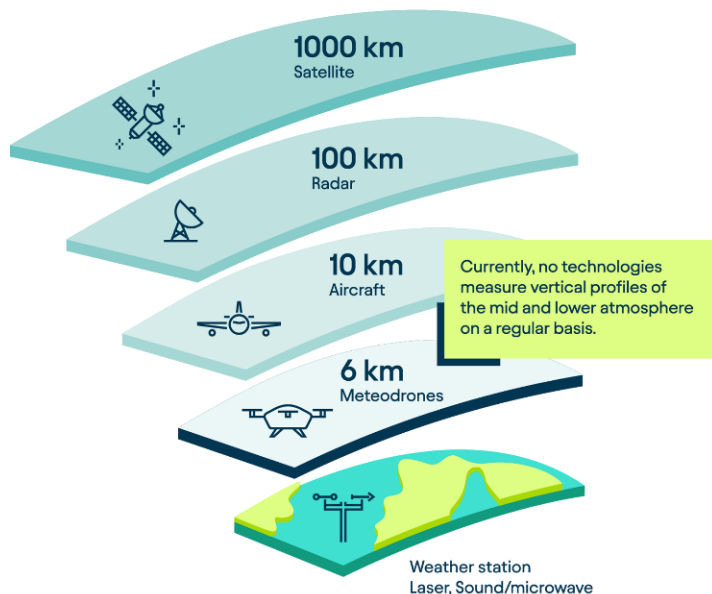 1000 km
Satellite
100 km
Radar
10 km
Aircraft
Currently, no technologies
measure vertical profiles of
the mid and lower atmosphere
on a regular basis.
6 km
Meteodrones
Weather station
Laser, Sound/microwave